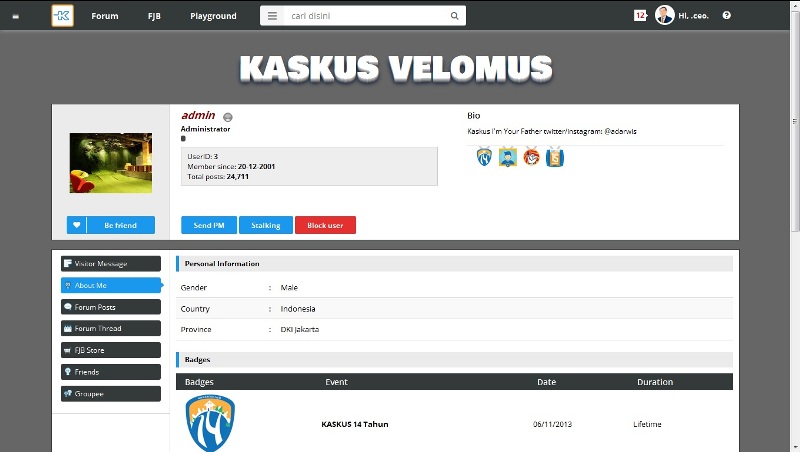 Forum FJB Playground cari disini 12 Hi, .ceo.
KASKUS VELOMUS
admin
Administrator
UserID: 3
Member since: 20-12-2001
Total posts: 24,711
Bio
Kaskus I'm Your Father twitter/instagram: @adarwis
Be friend Send PM Stalking Block user
Visitor Message
About Me
Forum Posts
Forum Thread
FJB Store
Friends
Groupee
Personal Information
Gender : Male
Country : Indonesia
Province : DKI Jakarta
Badges
Badges Event Date Duration
14 KASKUS 14 Tahun 06/11/2013 Lifetime